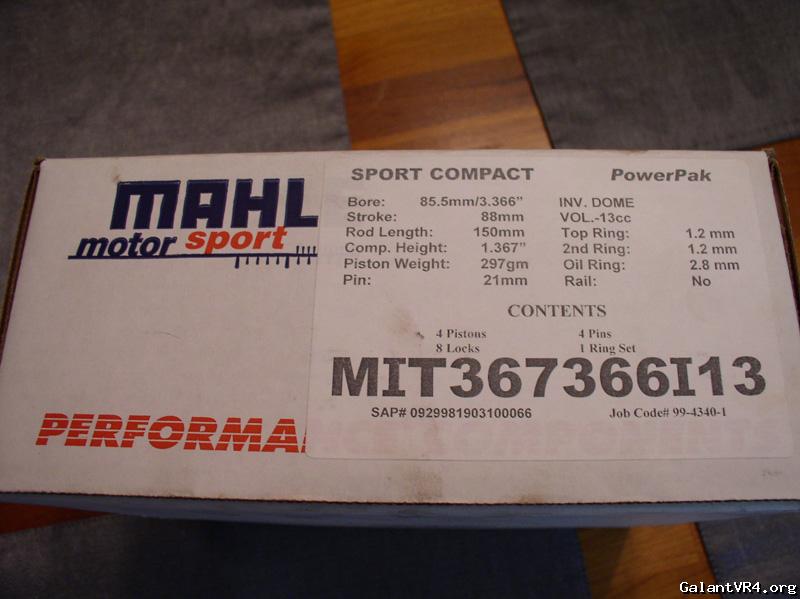 MAHL
motor sport
PERFORMA
SPORT COMPACT PowerPak
Bore: 85.5mm/3.366” INV. DOME
Stroke: 88mm VOL.-13cc
Rod Length: 150mm Top Ring: 1.2 mm
Comp. Height: 1.367” 2nd Ring: 1.2 mm
Piston Weight: 297gm Oil Ring: 2.8 mm
Pin: 21mm Rail: No
CONTENTS
4 Pistons 4 Pins
8 Locks 1 Ring Set
MIT367366I13
SAP# 0929981903100066 Job Code# 99-4340-1
GalantVR4.org